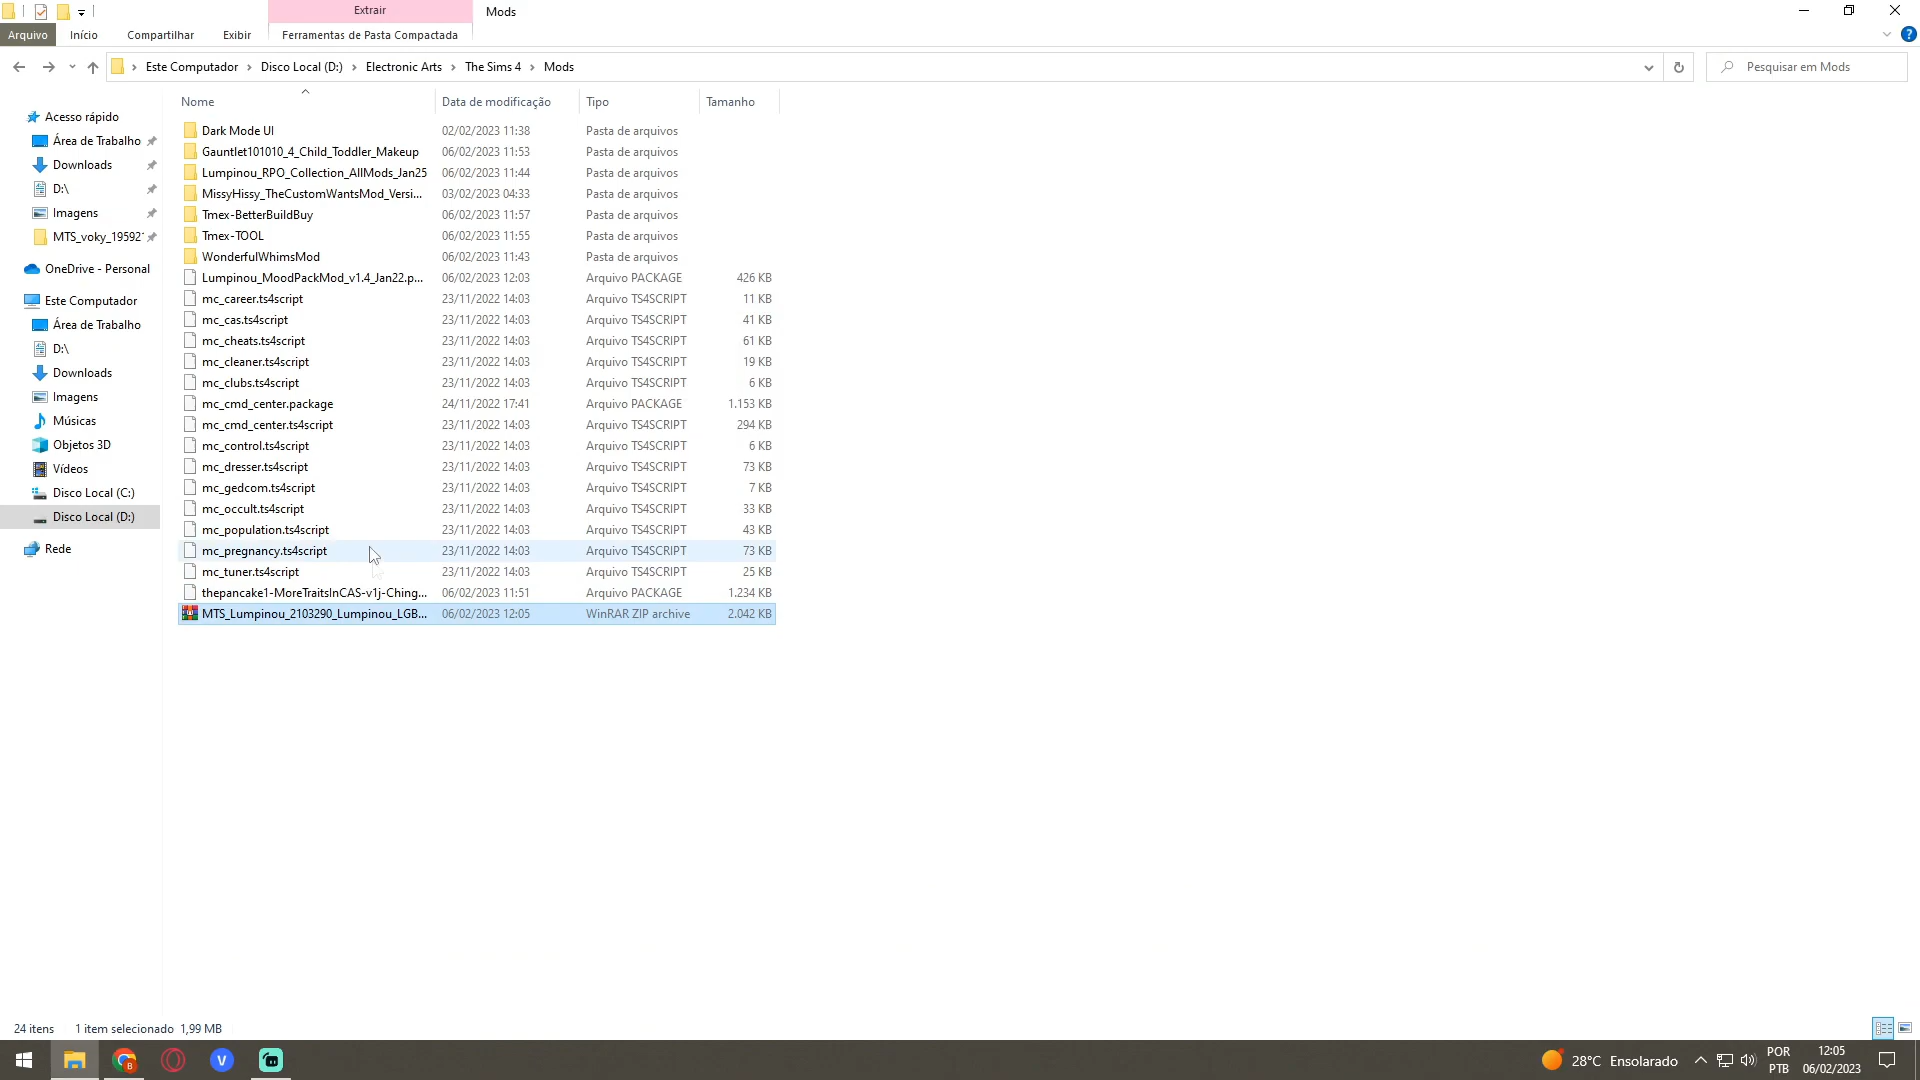 Extrair
Mods
Arquivo
Início
Compartilhar
Exibir
Ferramentas de Pasta Compactada
?
Este Computador
Disco Local (D:)
Electronic Arts
The Sims 4
Mods
Pesquisar em Mods
Nome
Data de modificação
Tipo
Tamanho
Acesso rápido
Área de Trabalho
Downloads
D:\
Imagens
MTS_voky_19592
OneDrive - Personal
Este Computador
Área de Trabalho
D:\
Downloads
Imagens
Músicas
Objetos 3D
Vídeos
Disco Local (C:)
Disco Local (D:)
Rede
Dark Mode UI 02/02/2023 11:38 Pasta de arquivos
Gauntlet101010_4_Child_Toddler_Makeup 06/02/2023 11:53 Pasta de arquivos
Lumpinou_RPO_Collection_AllMods_Jan25 06/02/2023 11:44 Pasta de arquivos
MissyHissy_TheCustomWantsMod_Versi... 03/02/2023 04:33 Pasta de arquivos
Tmex-BetterBuildBuy 06/02/2023 11:57 Pasta de arquivos
Tmex-TOOL 06/02/2023 11:55 Pasta de arquivos
WonderfulWhimsMod 06/02/2023 11:43 Pasta de arquivos
Lumpinou_MoodPackMod_v1.4_Jan22.p... 06/02/2023 12:03 Arquivo PACKAGE 426 KB
mc_career.ts4script 23/11/2022 14:03 Arquivo TS4SCRIPT 11 KB
mc_cas.ts4script 23/11/2022 14:03 Arquivo TS4SCRIPT 41 KB
mc_cheats.ts4script 23/11/2022 14:03 Arquivo TS4SCRIPT 61 KB
mc_cleaner.ts4script 23/11/2022 14:03 Arquivo TS4SCRIPT 19 KB
mc_clubs.ts4script 23/11/2022 14:03 Arquivo TS4SCRIPT 6 KB
mc_cmd_center.package 24/11/2022 17:41 Arquivo PACKAGE 1.153 KB
mc_cmd_center.ts4script 23/11/2022 14:03 Arquivo TS4SCRIPT 294 KB
mc_control.ts4script 23/11/2022 14:03 Arquivo TS4SCRIPT 6 KB
mc_dresser.ts4script 23/11/2022 14:03 Arquivo TS4SCRIPT 73 KB
mc_gedcom.ts4script 23/11/2022 14:03 Arquivo TS4SCRIPT 7 KB
mc_occult.ts4script 23/11/2022 14:03 Arquivo TS4SCRIPT 33 KB
mc_population.ts4script 23/11/2022 14:03 Arquivo TS4SCRIPT 43 KB
mc_pregnancy.ts4script 23/11/2022 14:03 Arquivo TS4SCRIPT 73 KB
mc_tuner.ts4script 23/11/2022 14:03 Arquivo TS4SCRIPT 25 KB
thepancake1-MoreTraitsInCAS-v1j-Ching... 06/02/2023 11:51 Arquivo PACKAGE 1.234 KB
MTS_Lumpinou_2103290_Lumpinou_LGB... 06/02/2023 12:05 WinRAR ZIP archive 2.042 KB
24 itens
1 item selecionado 1,99 MB
B
V
28°C Ensolarado
POR
PTB
12:05
06/02/2023